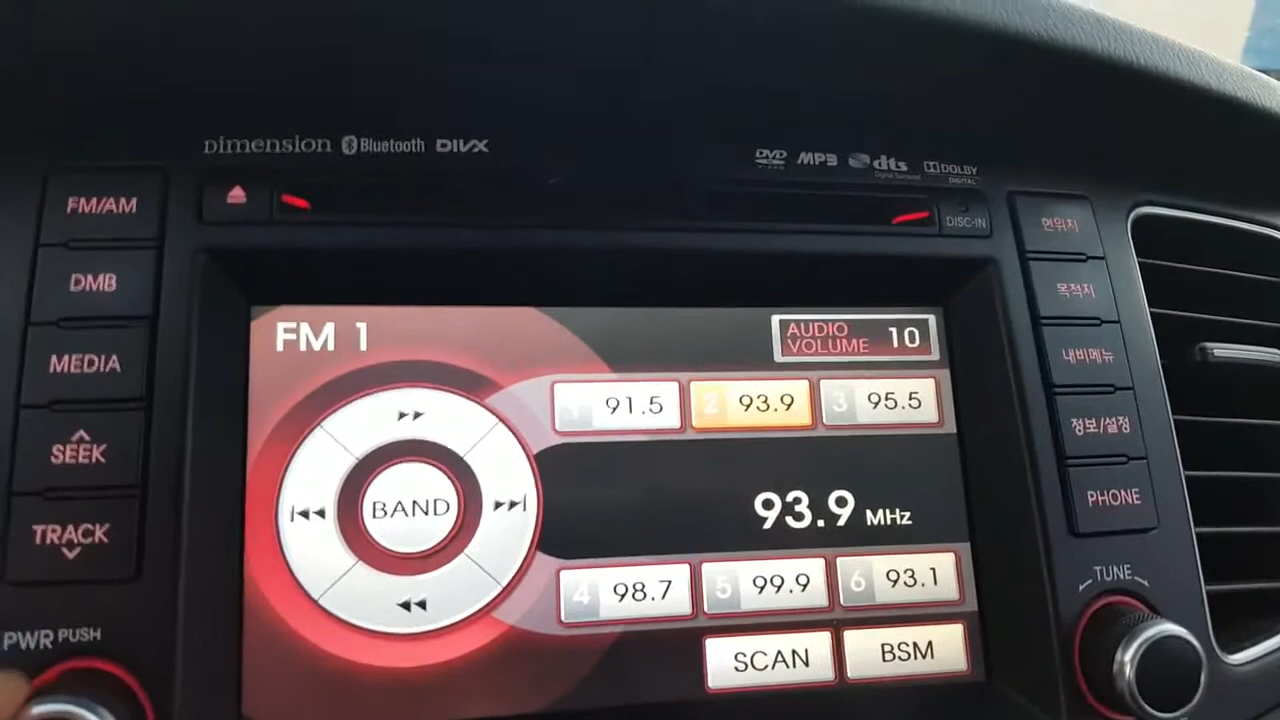 Dimension Bluetooth DIVX
DVD VIDEO MP3 dts Digital Surround DOLBY DIGITAL
FM/AM
DMB
MEDIA
SEEK
TRACK
PWR PUSH
DISC-IN
FM 1
AUDIO VOLUME 10
1 91.5
2 93.9
3 95.5
BAND
93.9 MHz
4 98.7
5 99.9
6 93.1
SCAN
BSM
현위치
목적지
내비메뉴
정보/설정
PHONE
TUNE